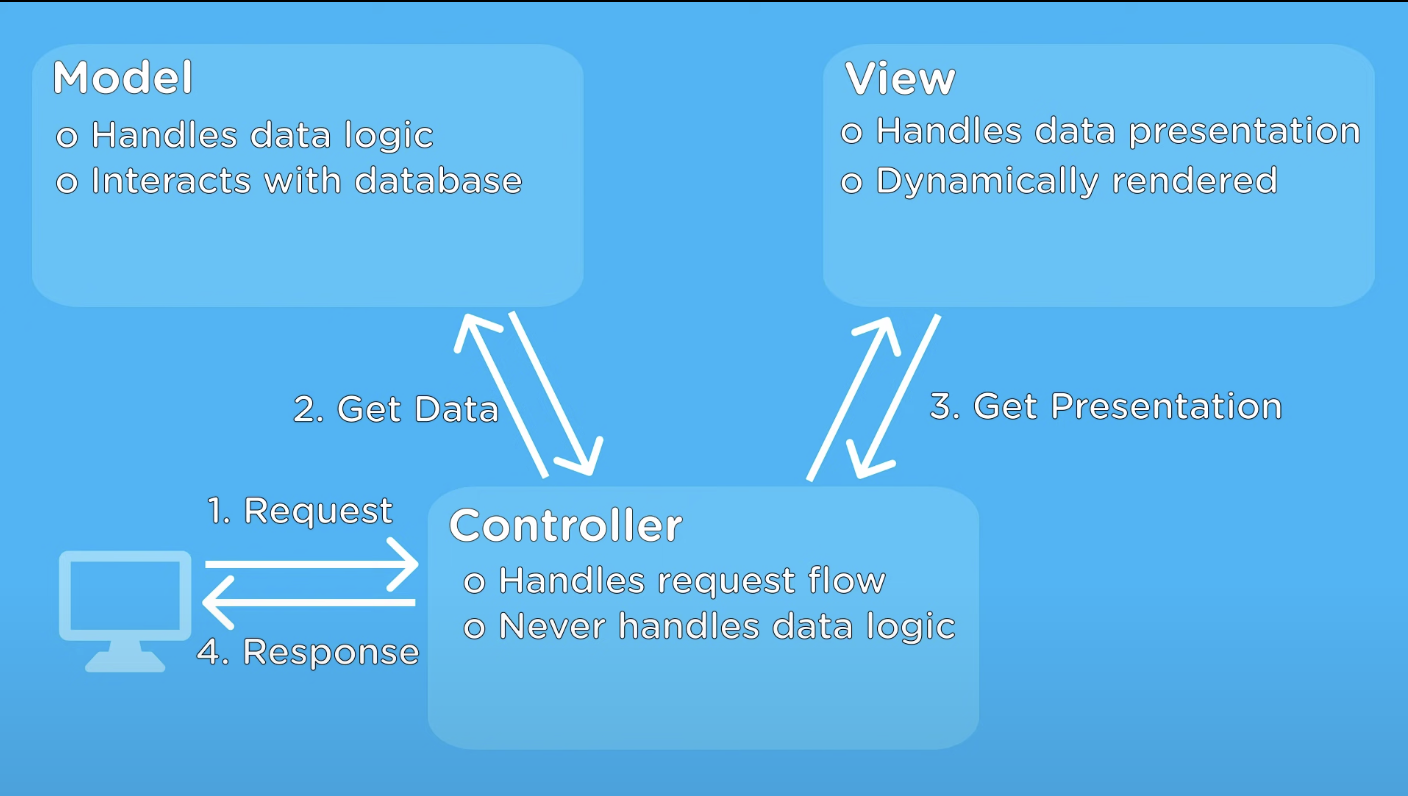 Model
o Handles data logic
o Interacts with database
View
o Handles data presentation
o Dynamically rendered
2. Get Data
3. Get Presentation
1. Request
4. Response
Controller
o Handles request flow
o Never handles data logic